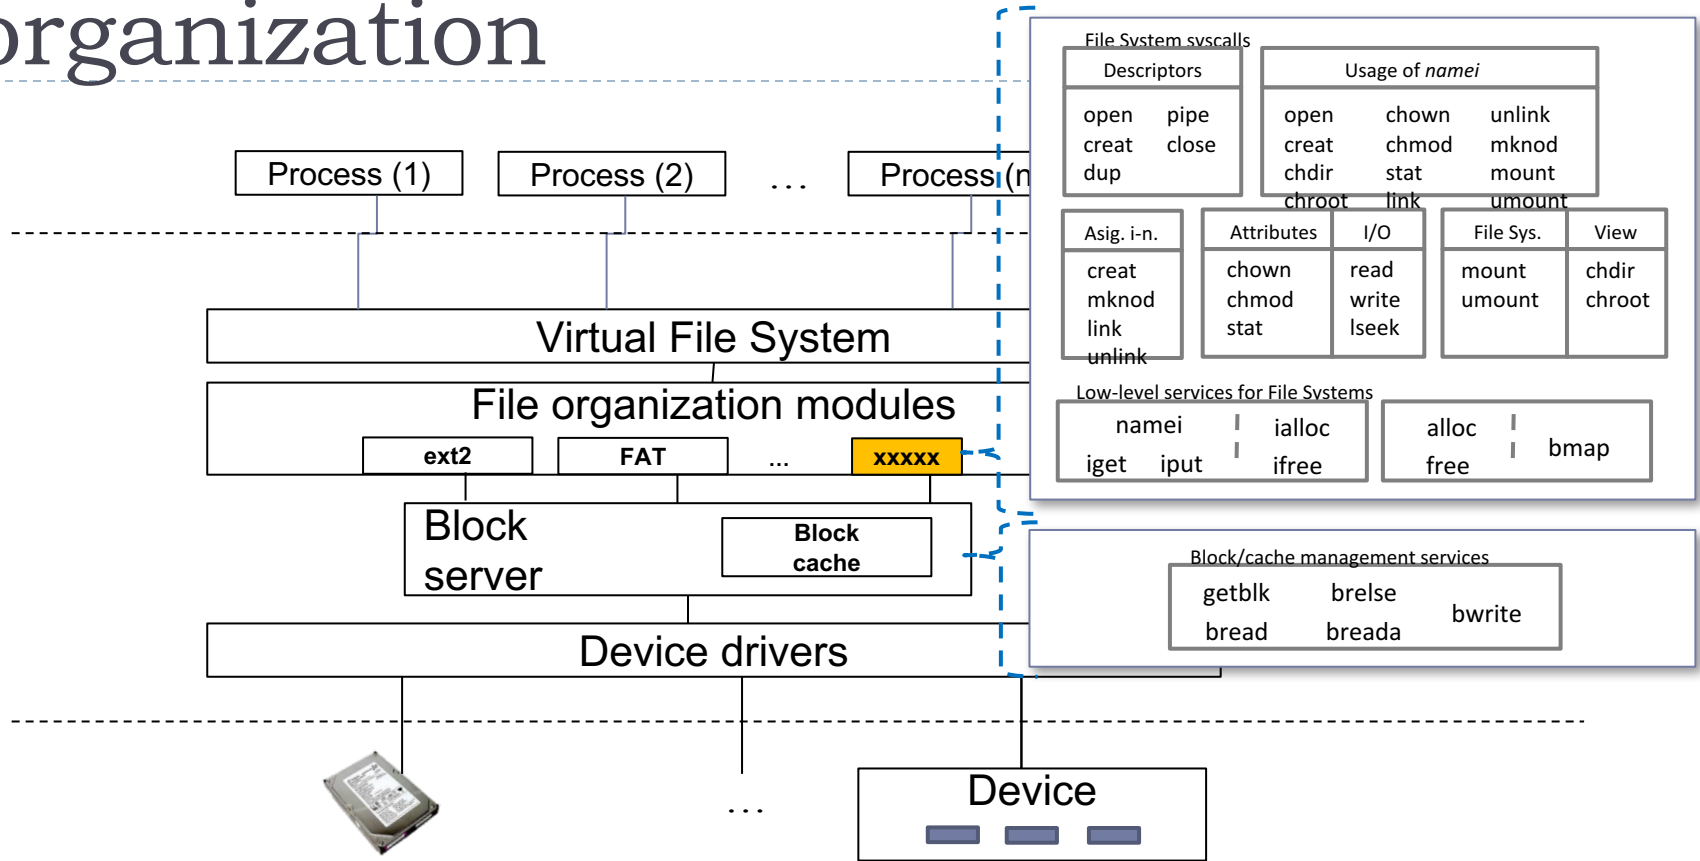 organization
Process (1)
Process (2)
...
Process (n
Virtual File System
File organization modules
ext2
FAT
...
xxxxx
Block
server
Block
cache
Device drivers
...
Device
File System syscalls
Descriptors
open pipe
creat close
dup
Usage of namei
open chown unlink
creat chmod mknod
chdir stat mount
chroot link umount
Asig. i-n.
creat
mknod
link
unlink
Attributes I/O
chown read
chmod write
stat lseek
File Sys. View
mount chdir
umount chroot
Low-level services for File Systems
namei ialloc
iget iput ifree
alloc
free
bmap
Block/cache management services
getblk brelse
bwrite
bread breada